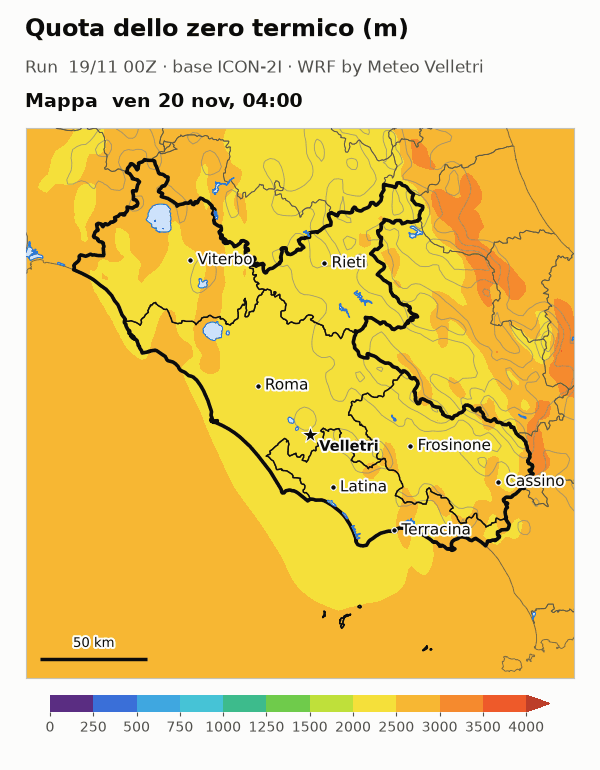 Quota dello zero termico (m)
Run  19/11 00Z · base ICON-2I · WRF by Meteo Velletri
Mappa  ven 20 nov, 04:00
Viterbo
Rieti
Roma
Velletri
Frosinone
Cassino
Latina
Terracina
50 km
0 250 500 750 1000 1250 1500 2000 2500 3000 3500 4000